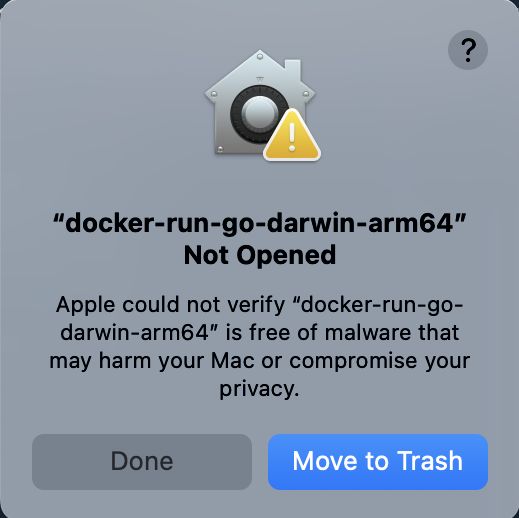 ?
“docker-run-go-darwin-arm64”
Not Opened
Apple could not verify “docker-run-go-
darwin-arm64” is free of malware that
may harm your Mac or compromise your
privacy.
Done
Move to Trash